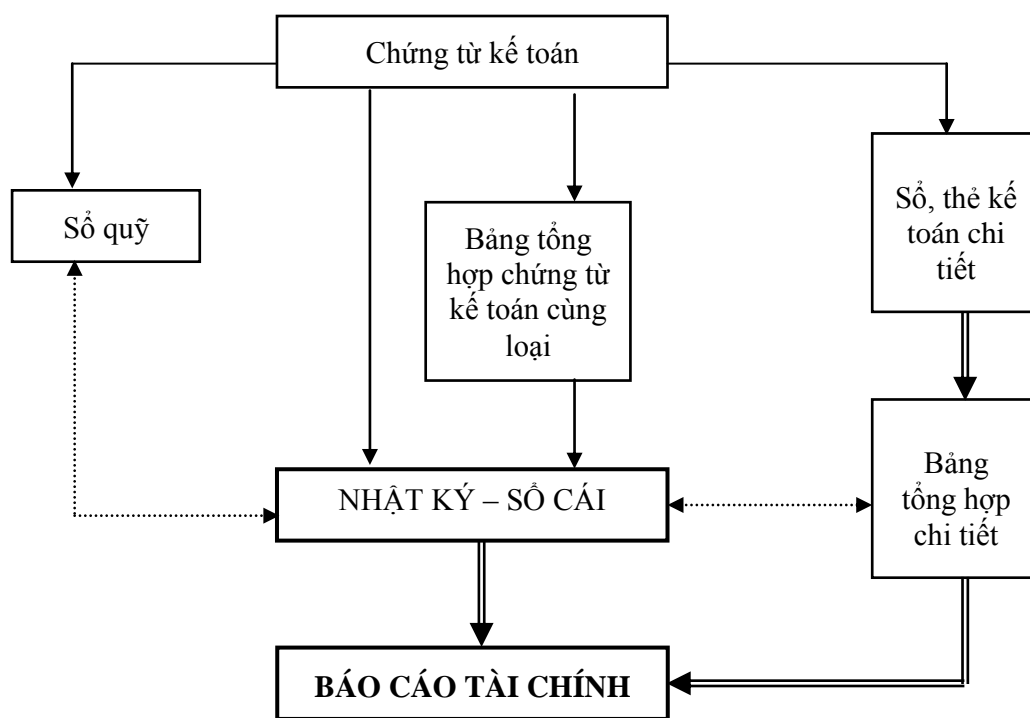 Chứng từ kế toán
Sổ quỹ
Bảng tổng
hợp chứng từ
kế toán cùng
loại
Sổ, thẻ kế
toán chi
tiết
NHẬT KÝ – SỔ CÁI
Bảng
tổng hợp
chi tiết
BÁO CÁO TÀI CHÍNH